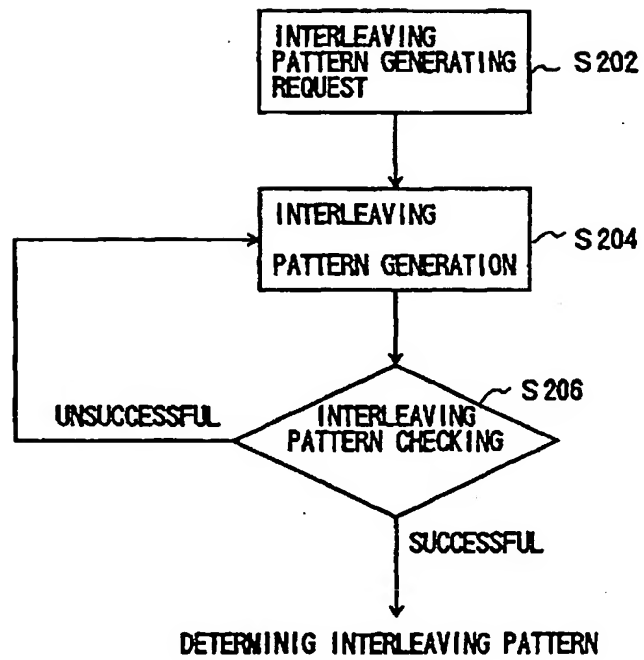 INTERLEAVING
PATTERN GENERATING
REQUEST
S202
INTERLEAVING
PATTERN GENERATION
S204
S206
INTERLEAVING
PATTERN CHECKING
UNSUCCESSFUL
SUCCESSFUL
DETERMINIG INTERLEAVING PATTERN